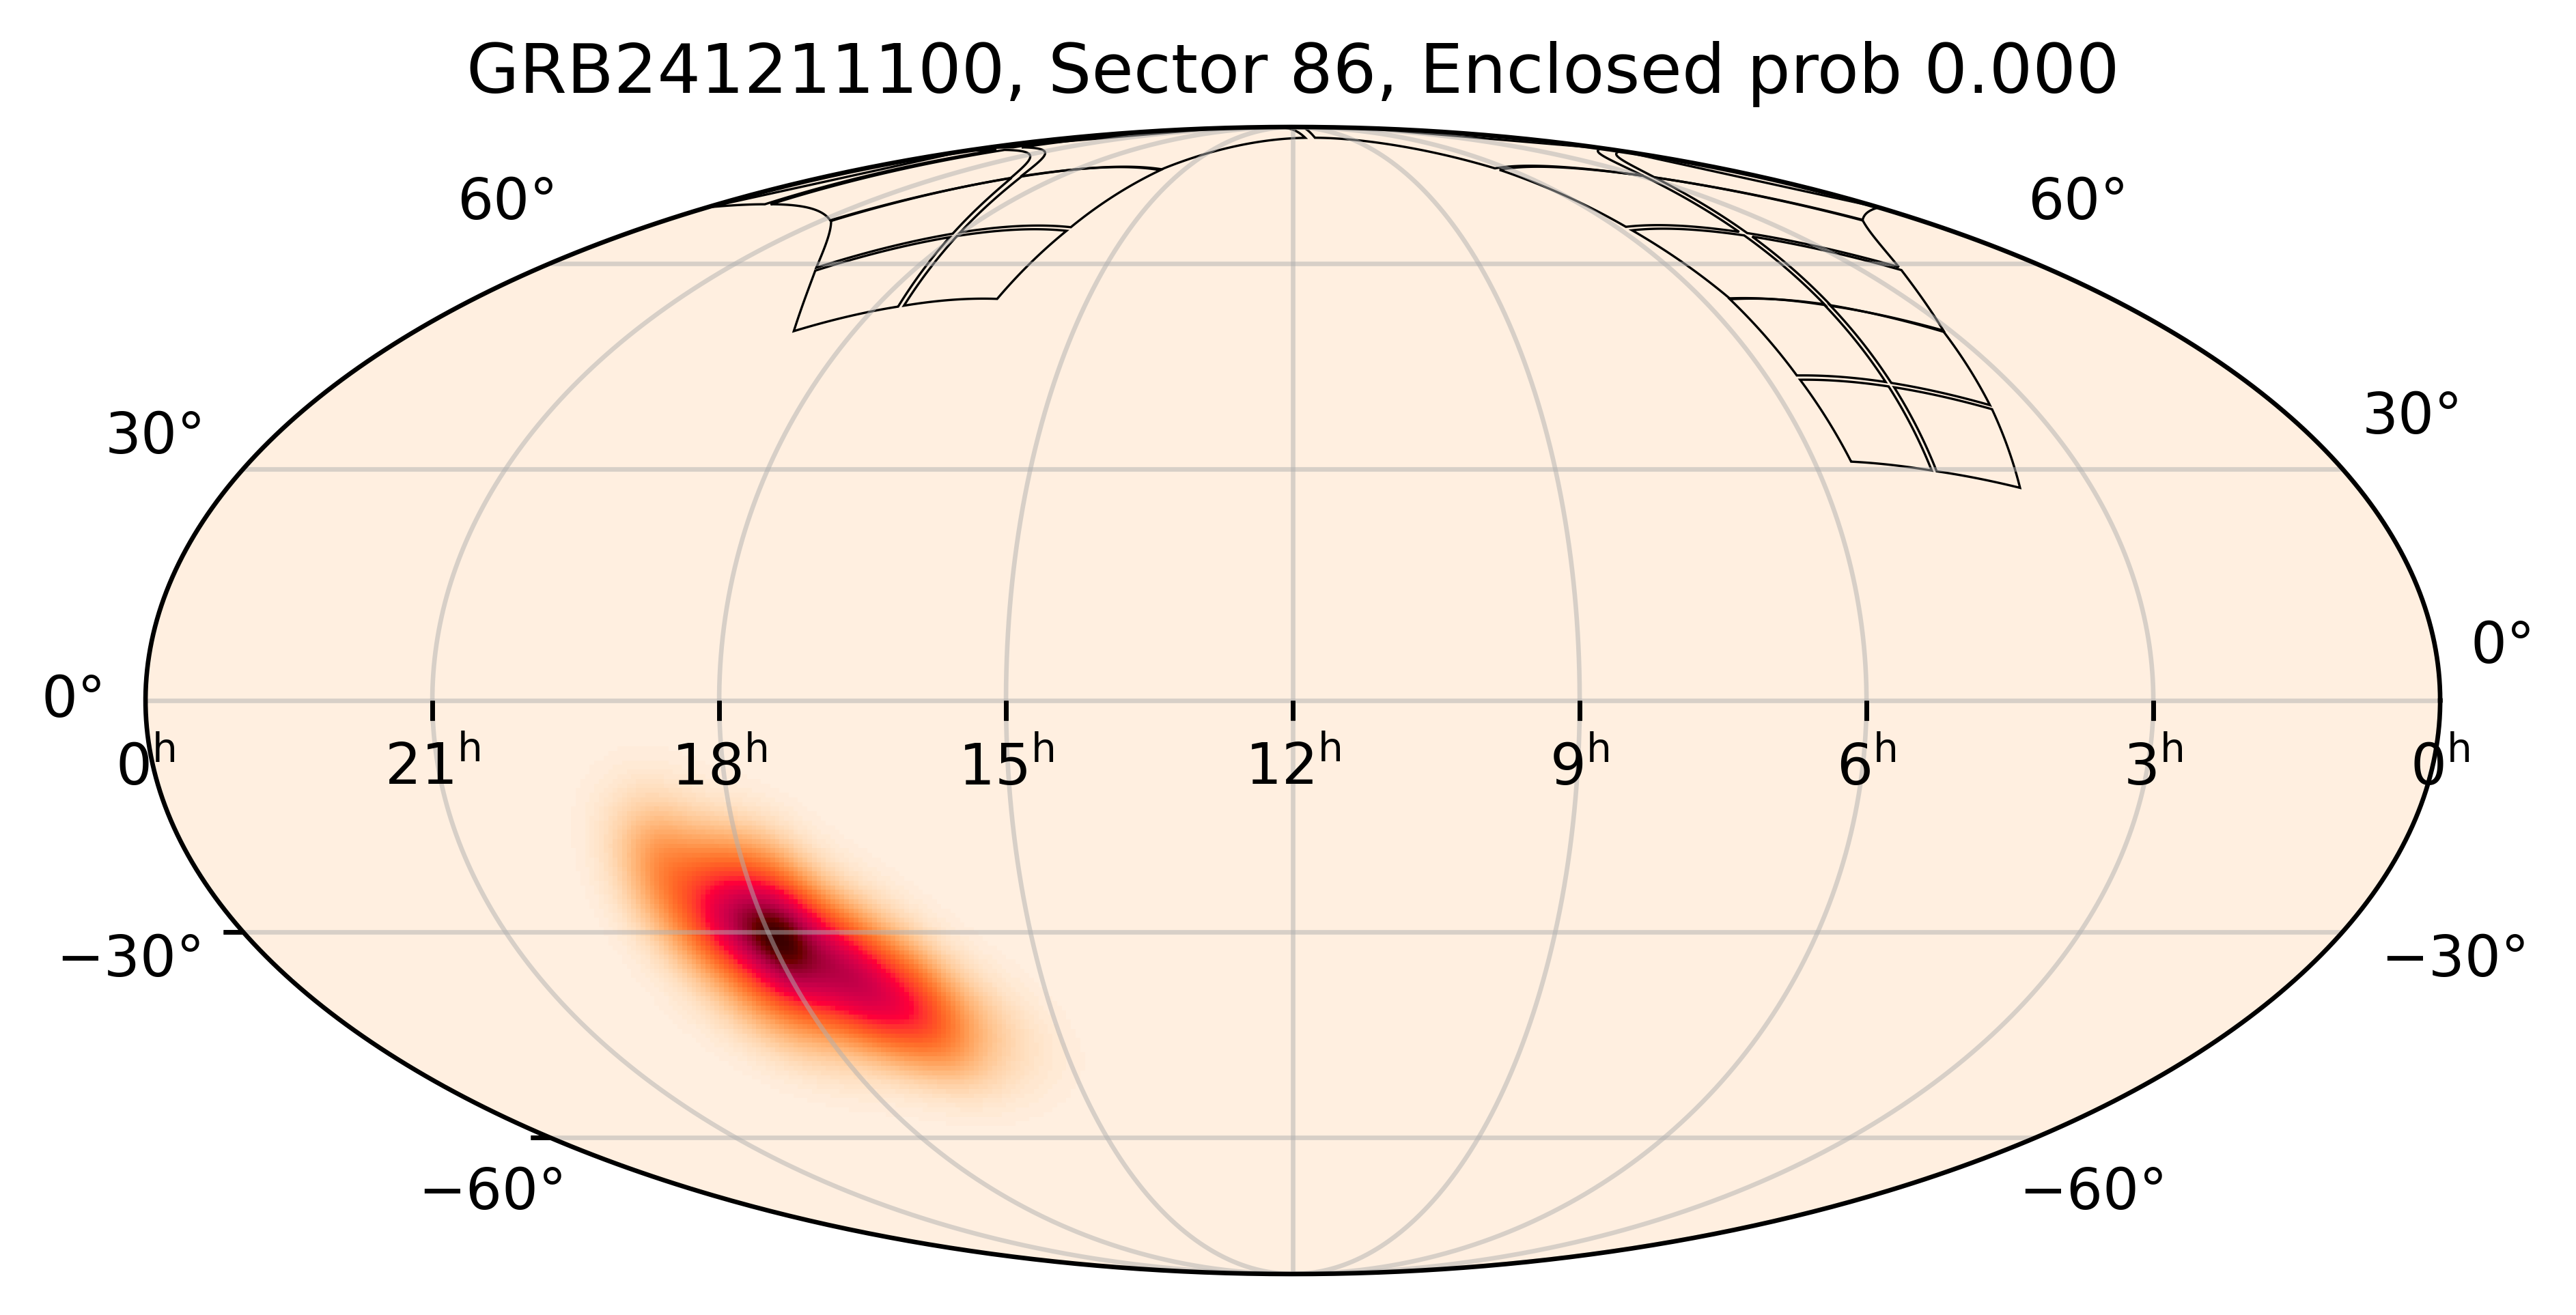 GRB241211100, Sector 86, Enclosed prob 0.000
60° 60°
30° 30°
0° 0°
0ʰ 21ʰ 18ʰ 15ʰ 12ʰ 9ʰ 6ʰ 3ʰ 0ʰ
−30° −30°
−60° −60°